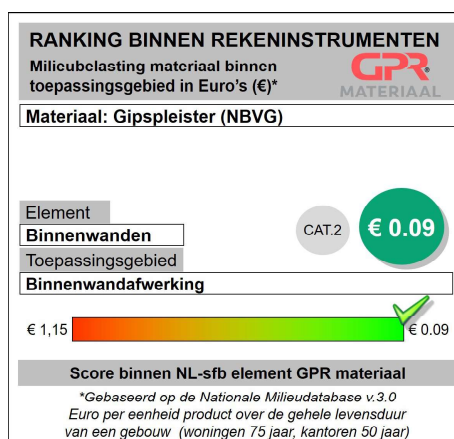 RANKING BINNEN REKENINSTRUMENTEN
Milieubelasting materiaal binnen
toepassingsgebied in Euro's (€)*
GPR®
MATERIAAL
Materiaal: Gipspleister (NBVG)
Element
Binnenwanden
CAT.2
€ 0.09
Toepassingsgebied
Binnenwandafwerking
€ 1,15
€ 0.09
Score binnen NL-sfb element GPR materiaal
*Gebaseerd op de Nationale Milieudatabase v.3.0
Euro per eenheid product over de gehele levensduur
van een gebouw (woningen 75 jaar, kantoren 50 jaar)